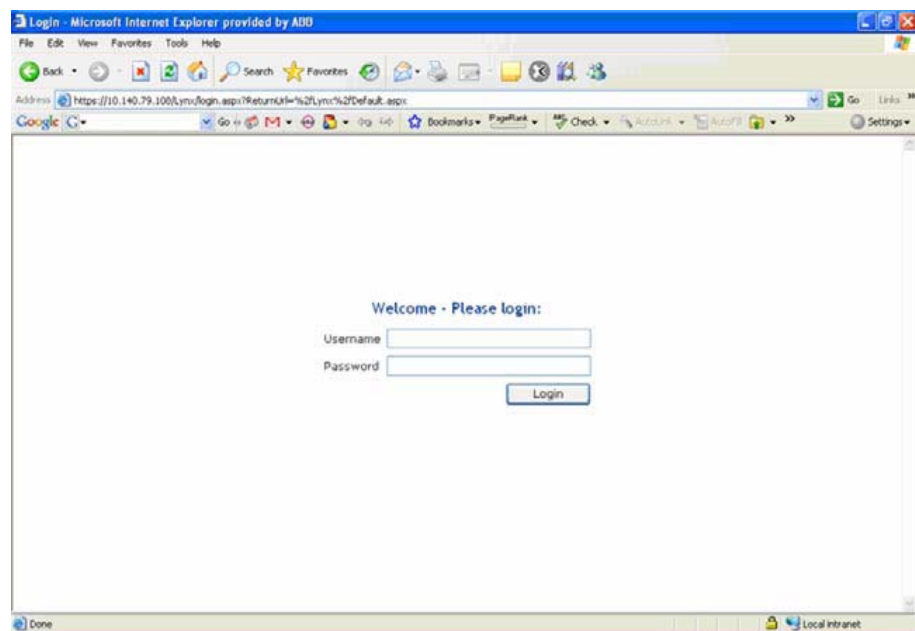 Login - Microsoft Internet Explorer provided by ABB
File Edit View Favorites Tools Help
Back Search Favorites
Address https://10.140.79.100/Lynx/login.aspx?ReturnUrl=%2fLynx%2fDefault.aspx Go Links »
Google G Go Bookmarks PageRank Check AutoLink AutoFill » Settings
Welcome - Please login:
Username
Password
Login
Done Local intranet